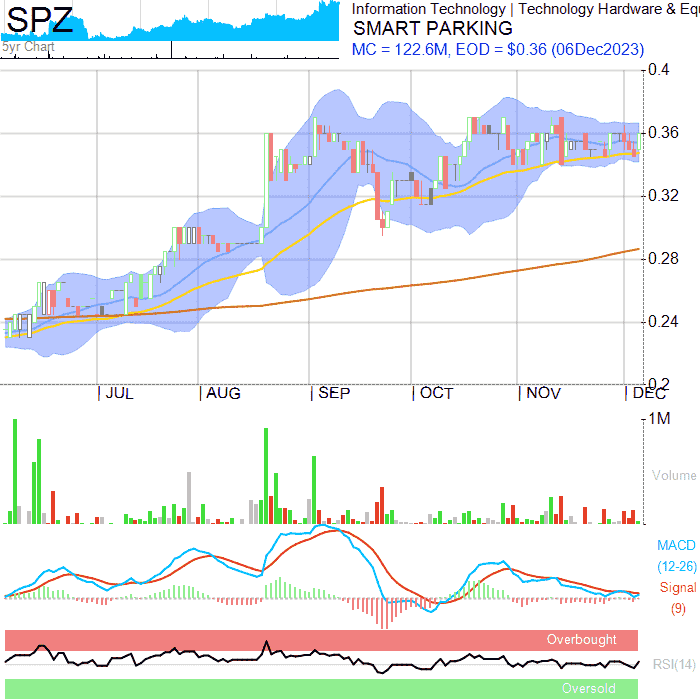 SPZ
5yr Chart
Information Technology | Technology Hardware & Equ
SMART PARKING
MC = 122.6M, EOD = $0.36 (06Dec2023)
0.4
0.36
0.32
0.28
0.24
0.2
| JUL | AUG | SEP | OCT | NOV | DEC
1M
Volume
MACD
(12-26)
Signal
(9)
Overbought
RSI(14)
Oversold